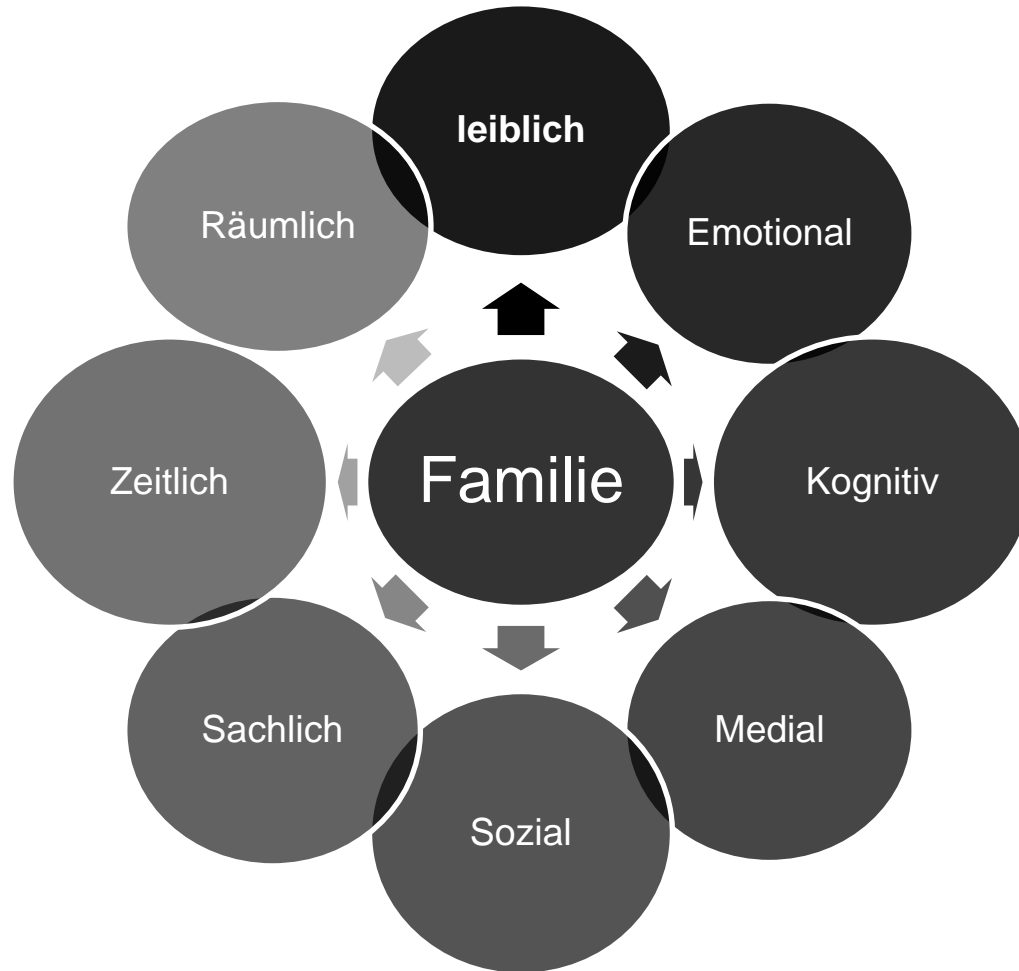 leiblich
Emotional
Kognitiv
Medial
Sozial
Sachlich
Zeitlich
Räumlich
Familie